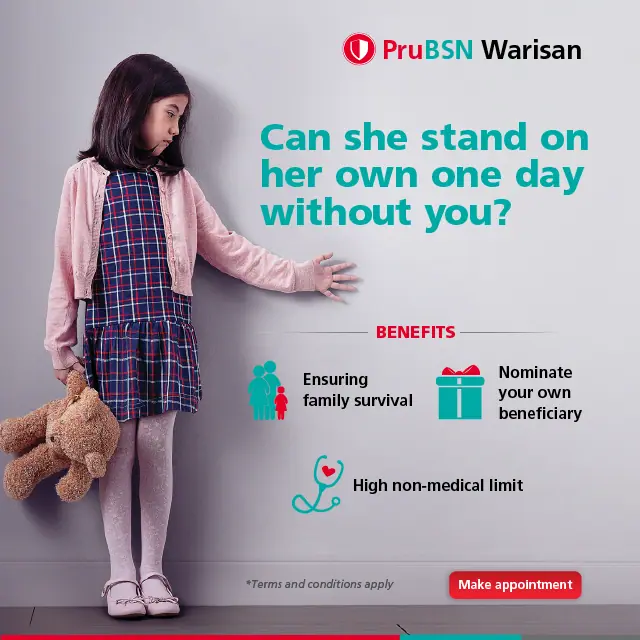 PruBSN Warisan
Can she stand on
her own one day
without you?
BENEFITS
Ensuring
family survival
Nominate
your own
beneficiary
High non-medical limit
*Terms and conditions apply
Make appointment